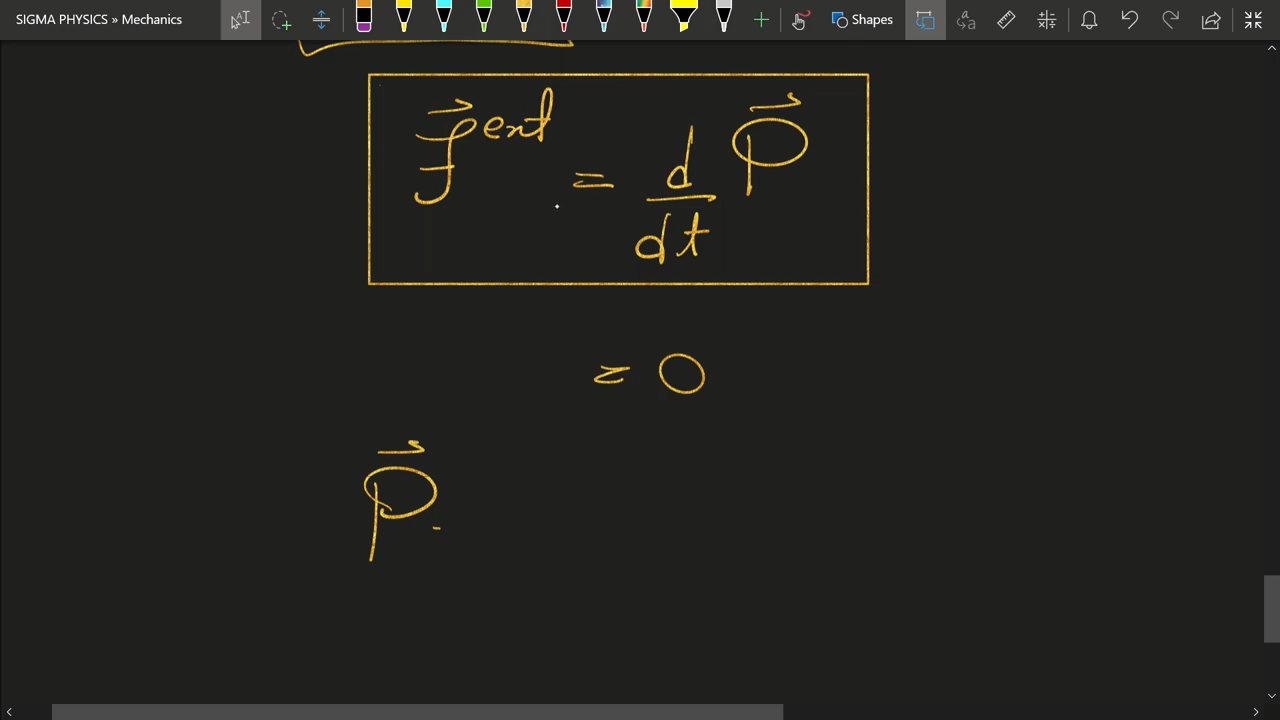 SIGMA PHYSICS » Mechanics
Shapes
f⃗ ext = d/dt P⃗
= 0
P⃗